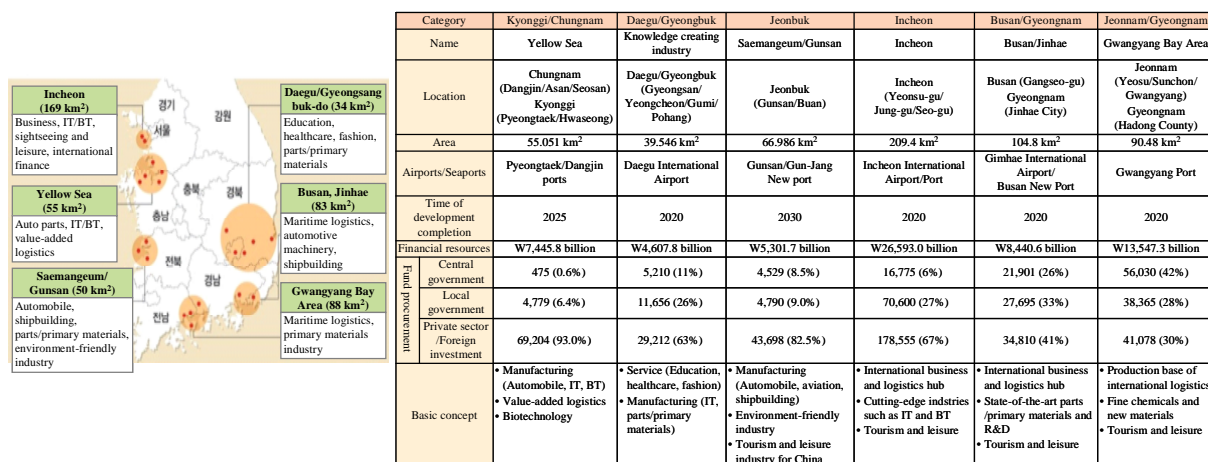 Incheon
(169 km²)
Business, IT/BT,
sightseeing and
leisure, international
finance
Yellow Sea
(55 km²)
Auto parts, IT/BT,
value-added
logistics
Saemangeum/
Gunsan (50 km²)
Automobile,
shipbuilding,
parts/primary materials,
environment-friendly
industry
Daegu/Gyeongsang
buk-do (34 km²)
Education,
healthcare, fashion,
parts/primary
materials
Busan, Jinhae
(83 km²)
Maritime logistics,
automotive
machinery,
shipbuilding
Gwangyang Bay
Area (88 km²)
Maritime logistics,
primary materials
industry
경기
강원
서울
충북
경북
충남
전북
경남
전남
Category Kyonggi/Chungnam Daegu/Gyeongbuk Jeonbuk Incheon Busan/Gyeongnam Jeonnam/Gyeongnam
Name Yellow Sea Knowledge creating industry Saemangeum/Gunsan Incheon Busan/Jinhae Gwangyang Bay Area
Location
Chungnam
(Dangjin/Asan/Seosan)
Kyonggi
(Pyeongtaek/Hwaseong)
Daegu/Gyeongbuk
(Gyeongsan/
Yeongcheon/Gumi/
Pohang)
Jeonbuk
(Gunsan/Buan)
Incheon
(Yeonsu-gu/
Jung-gu/Seo-gu)
Busan (Gangseo-gu)
Gyeongnam
(Jinhae City)
Jeonnam
(Yeosu/Sunchon/
Gwangyang)
Gyeongnam
(Hadong County)
Area 55.051 km² 39.546 km² 66.986 km² 209.4 km² 104.8 km² 90.48 km²
Airports/Seaports
Pyeongtaek/Dangjin
ports
Daegu International
Airport
Gunsan/Gun-Jang
New port
Incheon International
Airport/Port
Gimhae International
Airport/
Busan New Port
Gwangyang Port
Time of
development
completion
2025 2020 2030 2020 2020 2020
Financial resources W7,445.8 billion W4,607.8 billion W5,301.7 billion W26,593.0 billion W8,440.6 billion W13,547.3 billion
Fund procurement
Central
government
475 (0.6%) 5,210 (11%) 4,529 (8.5%) 16,775 (6%) 21,901 (26%) 56,030 (42%)
Local
government
4,779 (6.4%) 11,656 (26%) 4,790 (9.0%) 70,600 (27%) 27,695 (33%) 38,365 (28%)
Private sector
/Foreign
investment
69,204 (93.0%) 29,212 (63%) 43,698 (82.5%) 178,555 (67%) 34,810 (41%) 41,078 (30%)
Basic concept
• Manufacturing
(Automobile, IT, BT)
• Value-added logistics
• Biotechnology
• Service (Education,
healthcare, fashion)
• Manufacturing (IT,
parts/primary
materials)
• Manufacturing
(Automobile, aviation,
shipbuilding)
• Environment-friendly
industry
• Tourism and leisure
industry for China
• International business
and logistics hub
• Cutting-edge indstries
such as IT and BT
• Tourism and leisure
• International business
and logistics hub
• State-of-the-art parts
/primary materials and
R&D
• Tourism and leisure
• Production base of
international logistics
• Fine chemicals and
new materials
• Tourism and leisure